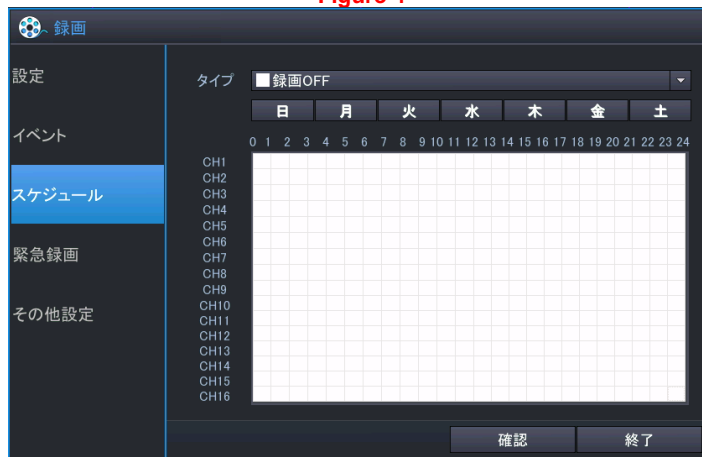 Figure 1
録画
設定
イベント
スケジュール
緊急録画
その他設定
タイプ 録画OFF
日 月 火 水 木 金 土
0 1 2 3 4 5 6 7 8 9 10 11 12 13 14 15 16 17 18 19 20 21 22 23 24
CH1
CH2
CH3
CH4
CH5
CH6
CH7
CH8
CH9
CH10
CH11
CH12
CH13
CH14
CH15
CH16
確認 終了